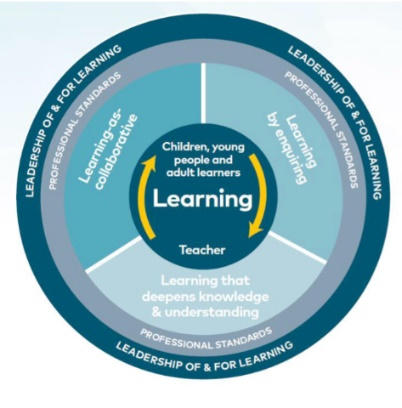 LEADERSHIP OF & FOR LEARNING
LEADERSHIP OF & FOR LEARNING
PROFESSIONAL STANDARDS
PROFESSIONAL STANDARDS
Learning-as-
collaborative
Learning
by enquiring
Children, young
people and
adult learners
Learning
Teacher
Learning that
deepens knowledge
& understanding
PROFESSIONAL STANDARDS
LEADERSHIP OF & FOR LEARNING